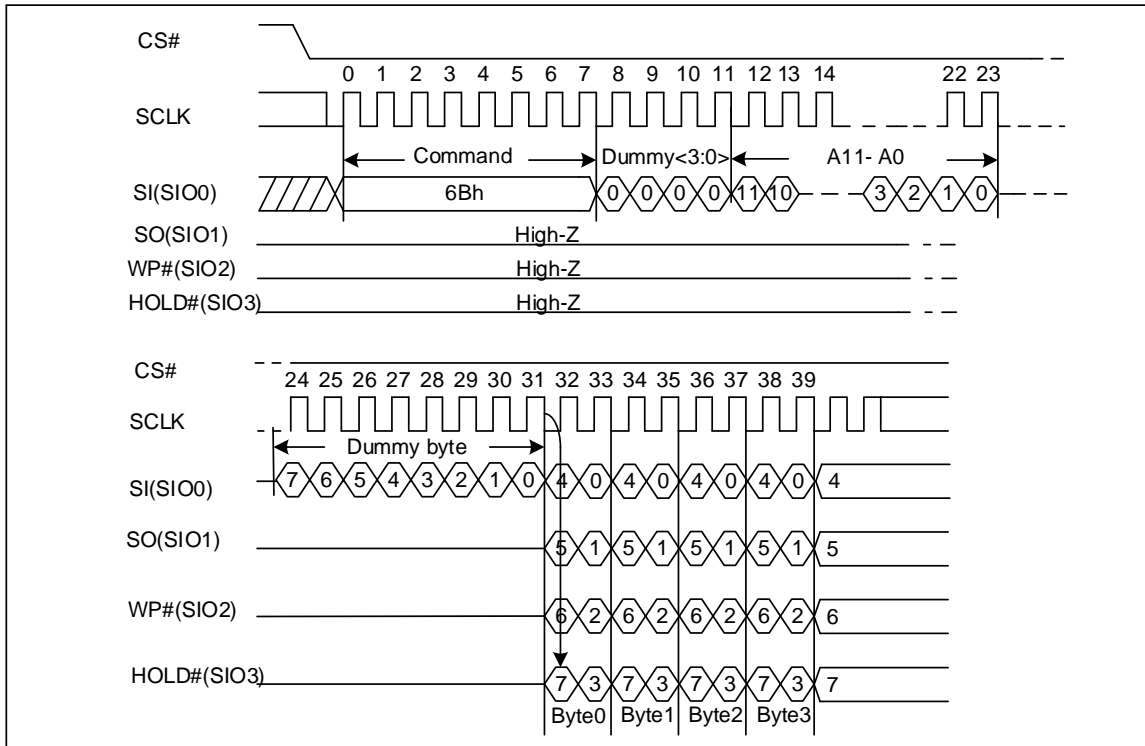 CS#
0 1 2 3 4 5 6 7 8 9 10 11 12 13 14 22 23
SCLK
Command Dummy<3:0> A11- A0
SI(SIO0) 6Bh 0 0 0 0 11 10 3 2 1 0
SO(SIO1) High-Z
WP#(SIO2) High-Z
HOLD#(SIO3) High-Z
CS#
24 25 26 27 28 29 30 31 32 33 34 35 36 37 38 39
SCLK
Dummy byte
SI(SIO0) 7 6 5 4 3 2 1 0 4 0 4 0 4 0 4 0 4
SO(SIO1) 5 1 5 1 5 1 5 1 5
WP#(SIO2) 6 2 6 2 6 2 6 2 6
HOLD#(SIO3) 7 3 7 3 7 3 7 3 7
Byte0 Byte1 Byte2 Byte3